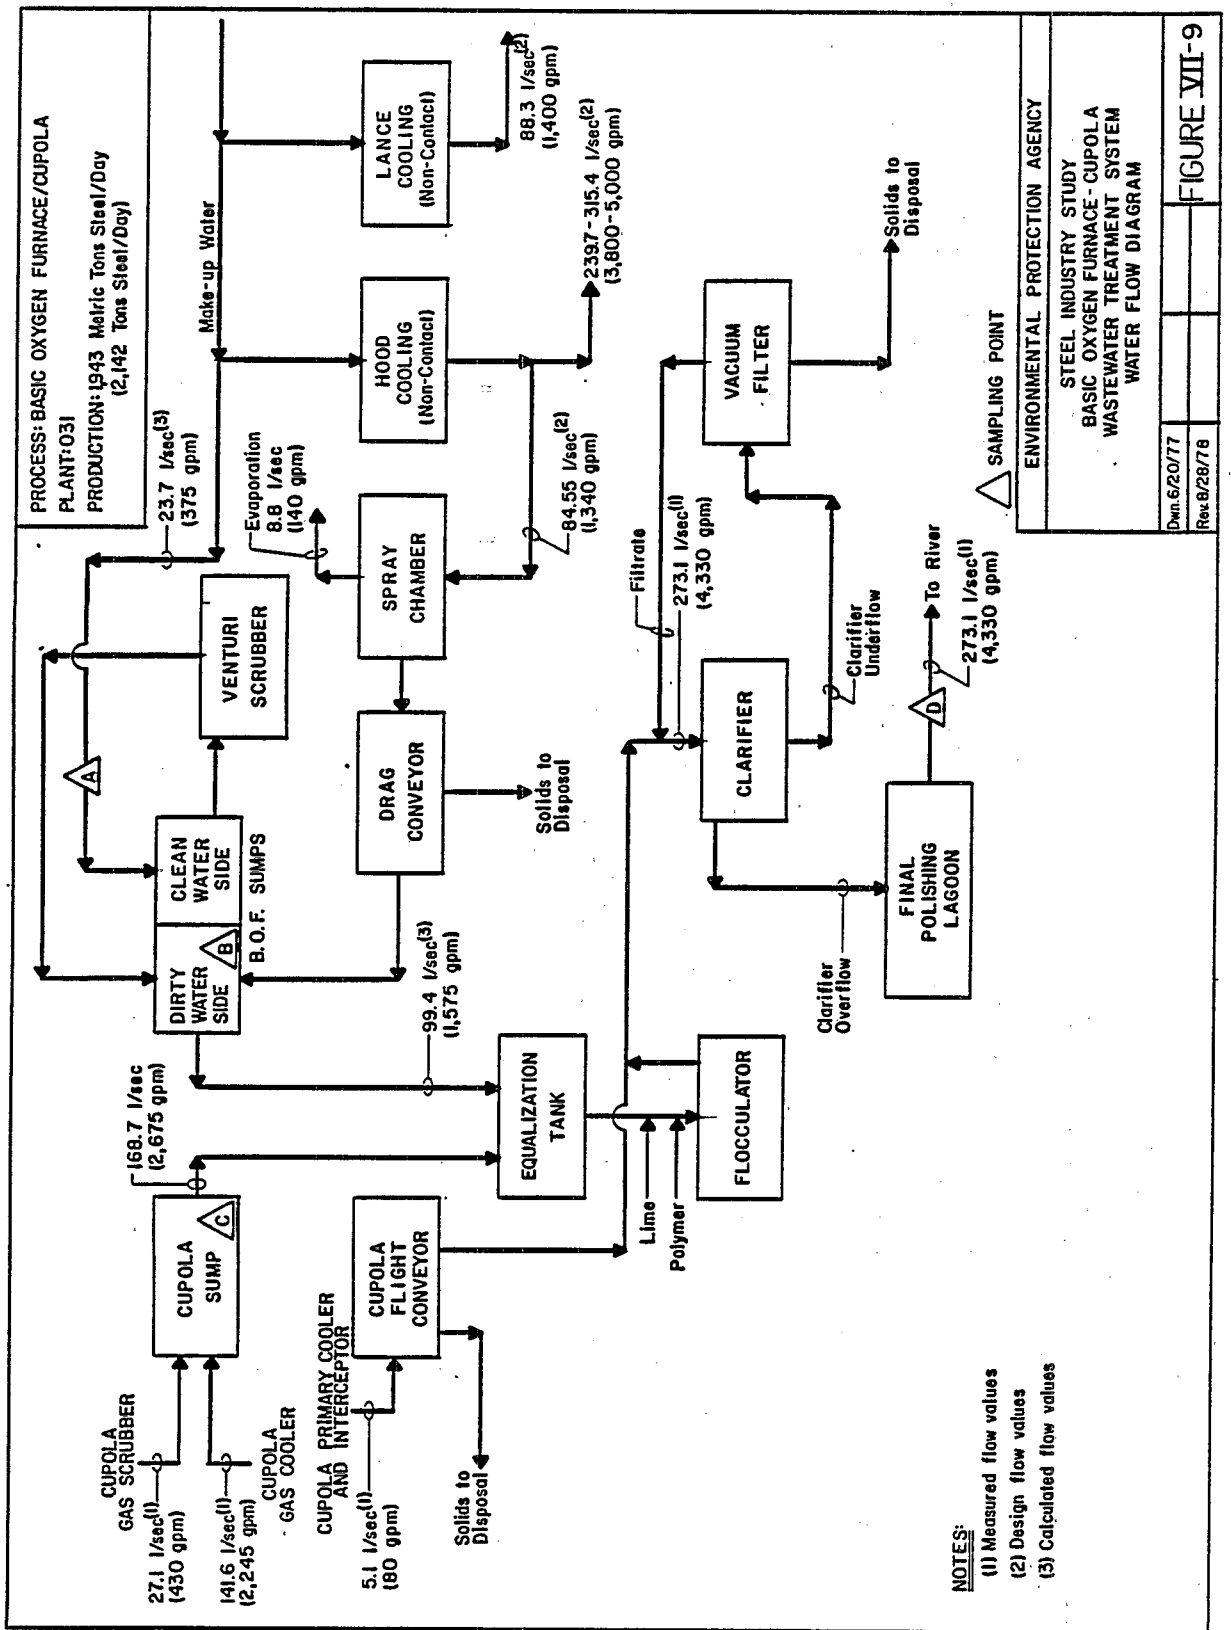 PROCESS: BASIC OXYGEN FURNACE/CUPOLA
PLANT: 031
PRODUCTION: 1,943 Metric Tons Steel/Day
(2,142 Tons Steel/Day)
CUPOLA
GAS SCRUBBER
27.1 l/sec(1)
(430 gpm)
141.6 l/sec(1)
(2,245 gpm)
CUPOLA
GAS COOLER
CUPOLA
SUMP
C
168.7 l/sec
(2,675 gpm)
DIRTY
WATER
SIDE
B
CLEAN
WATER
SIDE
B.O.F. SUMPS
A
VENTURI
SCRUBBER
23.7 l/sec(3)
(375 gpm)
Make-up Water
CUPOLA PRIMARY COOLER
AND INTERCEPTOR
5.1 l/sec(1)
(80 gpm)
CUPOLA
FLIGHT
CONVEYOR
Solids to
Disposal
99.4 l/sec(3)
(1,575 gpm)
DRAG
CONVEYOR
Solids to
Disposal
SPRAY
CHAMBER
Evaporation
8.8 l/sec
(140 gpm)
84.55 l/sec(2)
(1,340 gpm)
HOOD
COOLING
(Non-Contact)
239.7-315.4 l/sec(2)
(3,800-5,000 gpm)
LANCE
COOLING
(Non-Contact)
88.3 l/sec(2)
(1,400 gpm)
EQUALIZATION
TANK
Lime
Polymer
FLOCCULATOR
Filtrate
273.1 l/sec(1)
(4,330 gpm)
CLARIFIER
Clarifier
Underflow
VACUUM
FILTER
Solids to
Disposal
Clarifier
Overflow
FINAL
POLISHING
LAGOON
D
To River
273.1 l/sec(1)
(4,330 gpm)
SAMPLING POINT
NOTES:
(1) Measured flow values
(2) Design flow values
(3) Calculated flow values
ENVIRONMENTAL PROTECTION AGENCY
STEEL INDUSTRY STUDY
BASIC OXYGEN FURNACE-CUPOLA
WASTEWATER TREATMENT SYSTEM
WATER FLOW DIAGRAM
Dwn. 6/20/77
Rev. 8/28/78
FIGURE VII-9